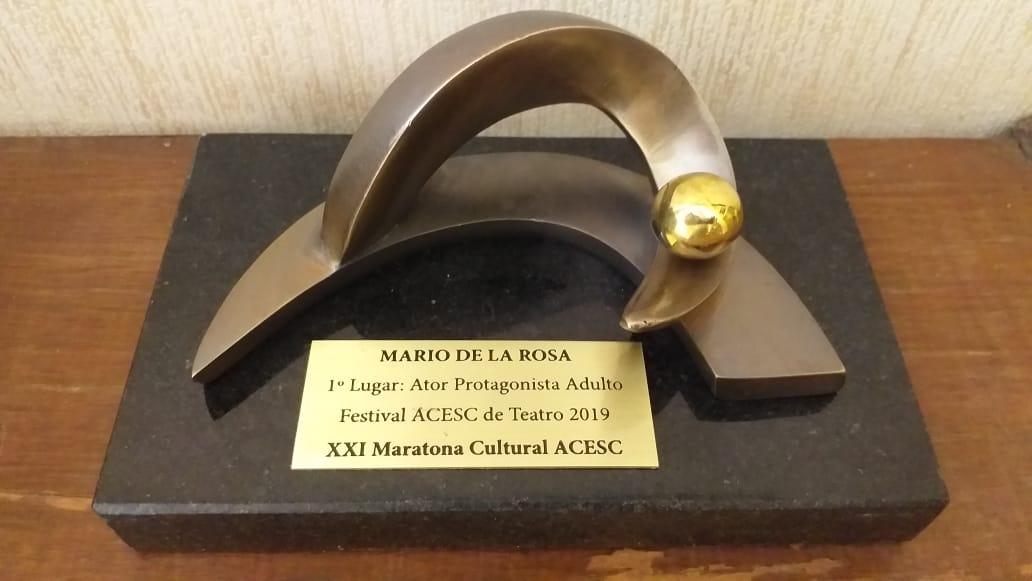 MARIO DE LA ROSA
1º Lugar: Ator Protagonista Adulto
Festival ACESC de Teatro 2019
XXI Maratona Cultural ACESC